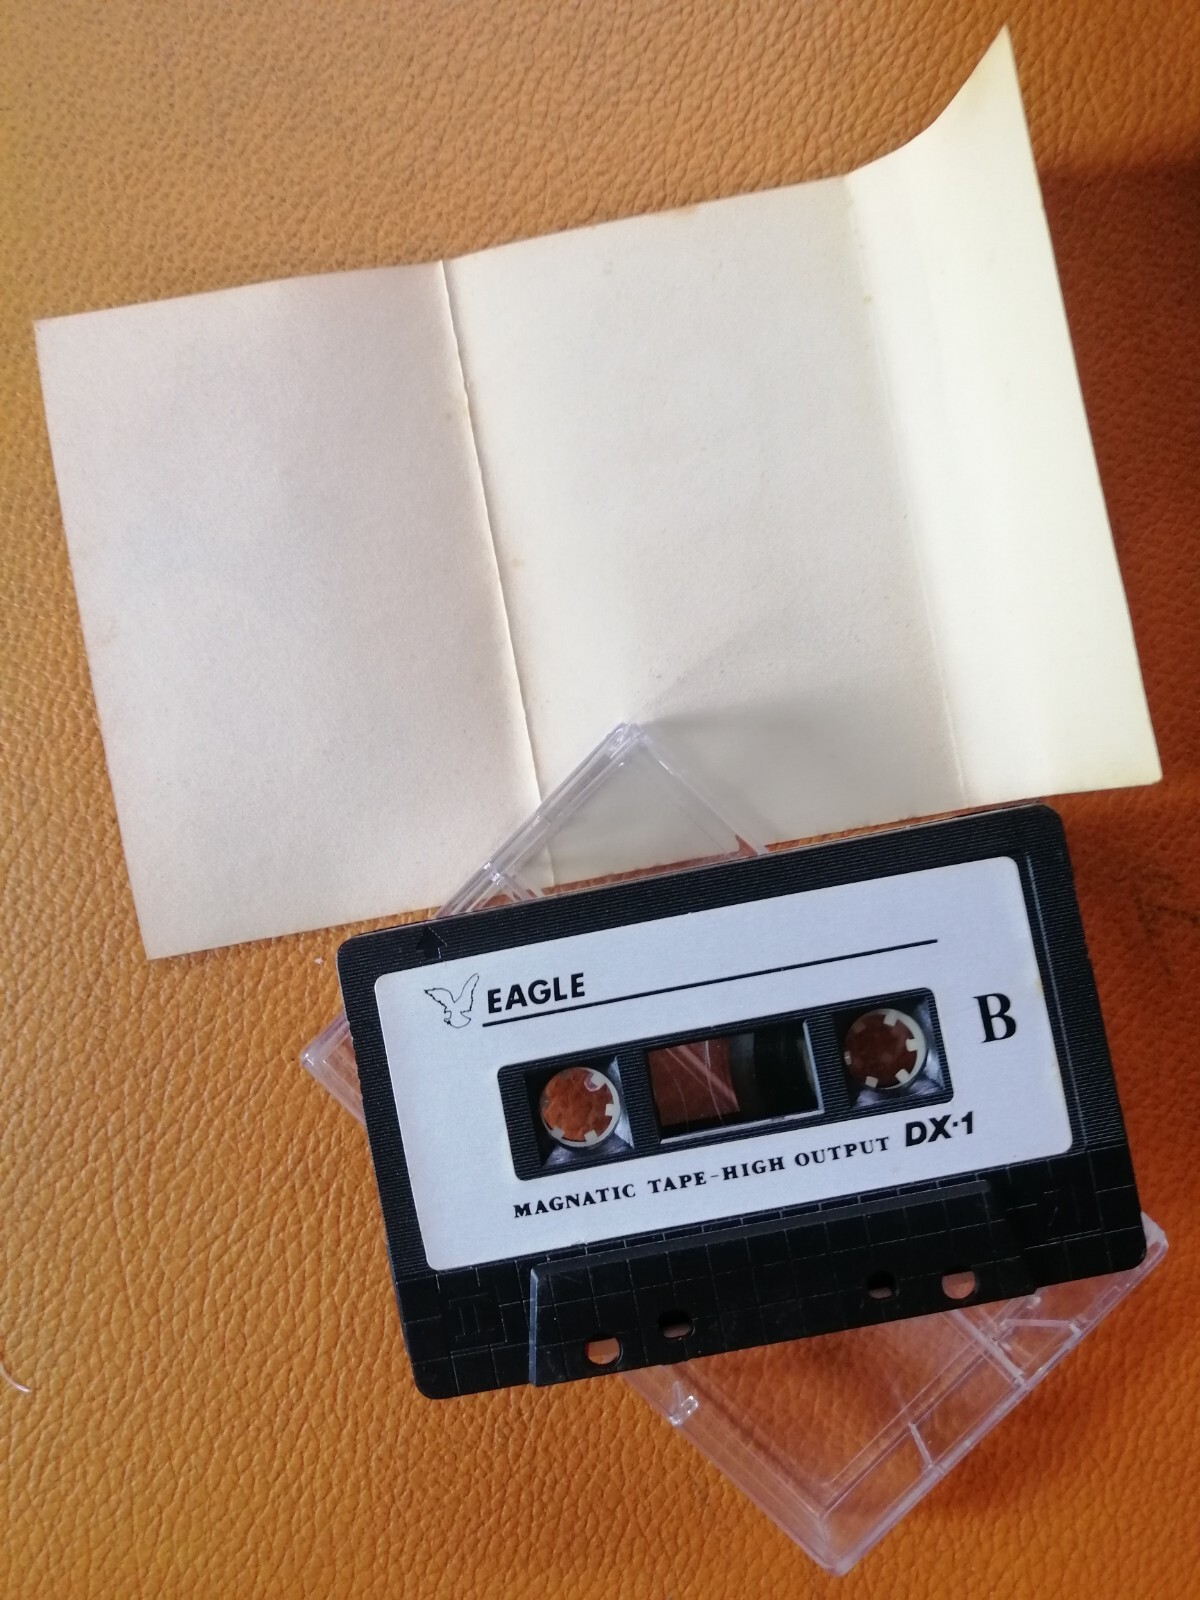 EAGLE
B
MAGNATIC TAPE-HIGH OUTPUT DX·1